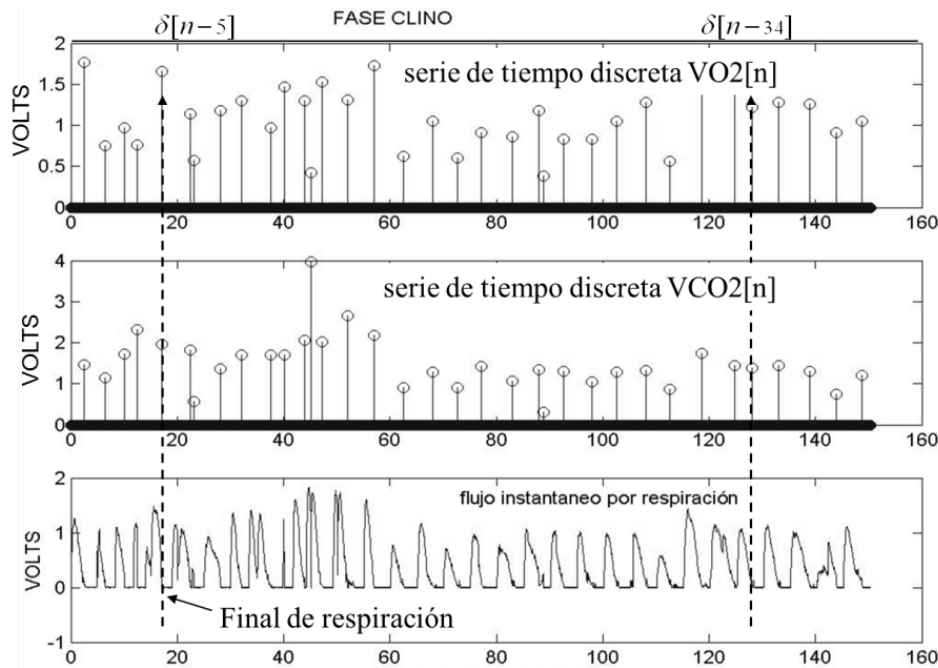 FASE CLINO
δ[n−5]
δ[n−34]
2
1.5
1
0.5
0
VOLTS
serie de tiempo discreta VO2[n]
0 20 40 60 80 100 120 140 160
4
3
2
1
0
VOLTS
serie de tiempo discreta VCO2[n]
0 20 40 60 80 100 120 140 160
2
1
0
-1
VOLTS
flujo instantaneo por respiración
Final de respiración
0 20 40 60 80 100 120 140 160